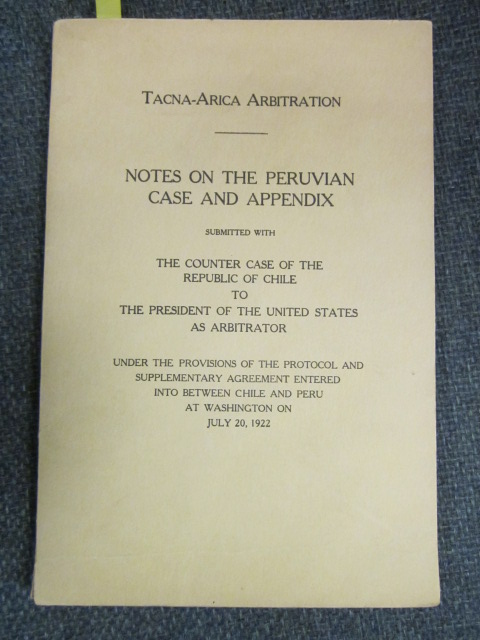 Tacna-Arica Arbitration
NOTES ON THE PERUVIAN
CASE AND APPENDIX
SUBMITTED WITH
THE COUNTER CASE OF THE
REPUBLIC OF CHILE
TO
THE PRESIDENT OF THE UNITED STATES
AS ARBITRATOR
UNDER THE PROVISIONS OF THE PROTOCOL AND
SUPPLEMENTARY AGREEMENT ENTERED
INTO BETWEEN CHILE AND PERU
AT WASHINGTON ON
JULY 20, 1922